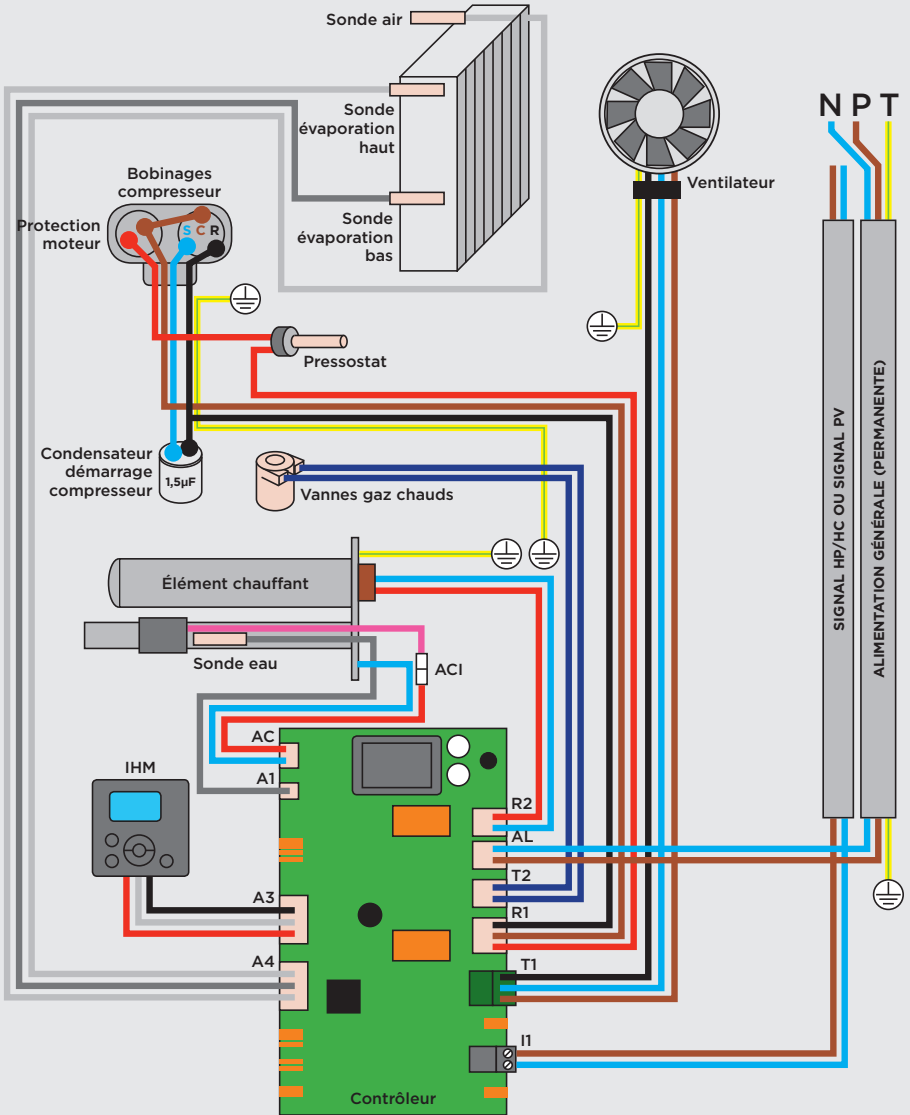 Sonde air
N P T
Sonde
évaporation
haut
Bobinages
compresseur
Ventilateur
Protection
moteur
S C R
Sonde
évaporation
bas
Pressostat
Condensateur
démarrage
compresseur
1,5µF
Vannes gaz chauds
SIGNAL HP/HC OU SIGNAL PV
ALIMENTATION GÉNÉRALE (PERMANENTE)
Élément chauffant
Sonde eau
ACI
AC
A1
IHM
R2
AL
T2
A3
R1
A4
T1
I1
Contrôleur